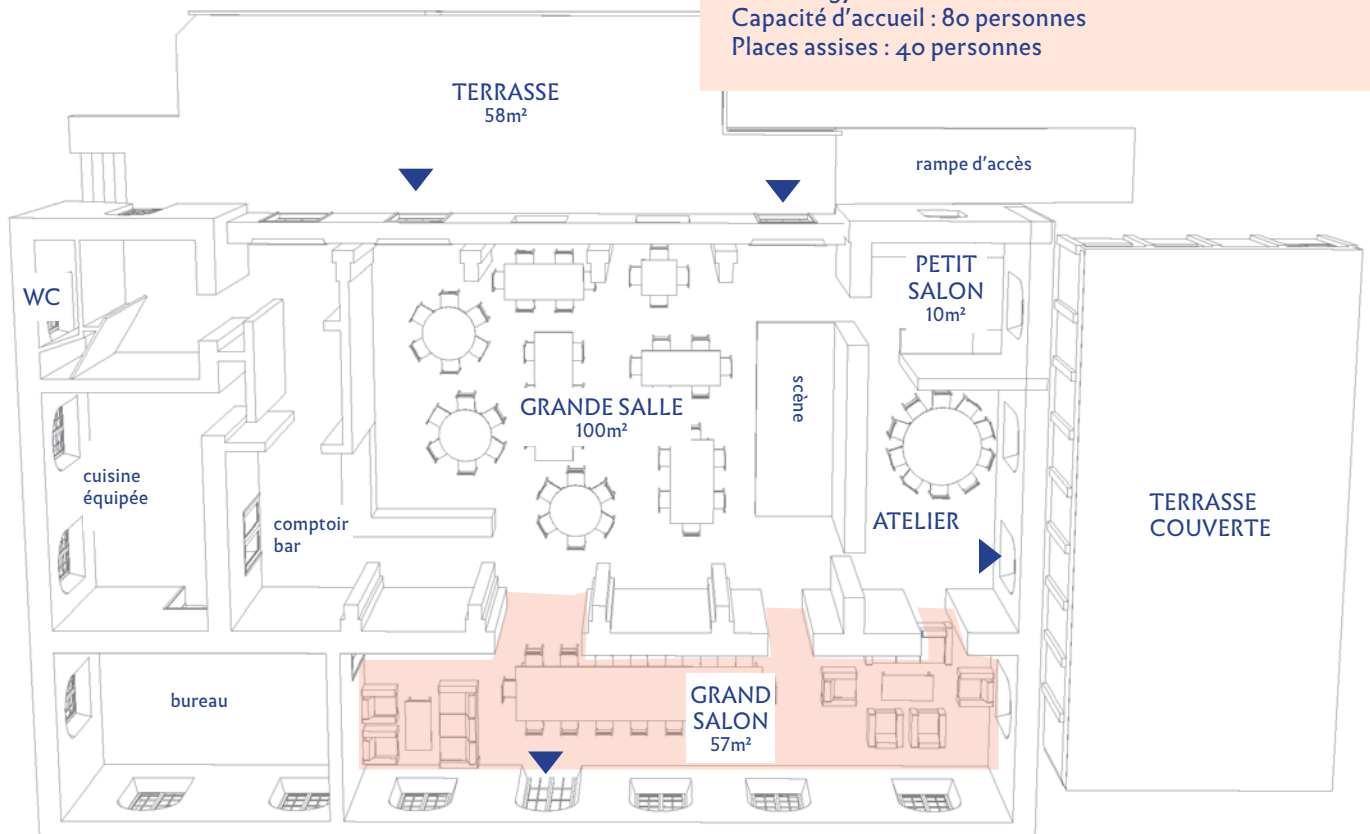 Capacité d'accueil : 80 personnes
Places assises : 40 personnes
TERRASSE
58m²
rampe d'accès
WC
PETIT
SALON
10m²
GRANDE SALLE
100m²
scène
cuisine
équipée
comptoir
bar
ATELIER
TERRASSE
COUVERTE
bureau
GRAND
SALON
57m²